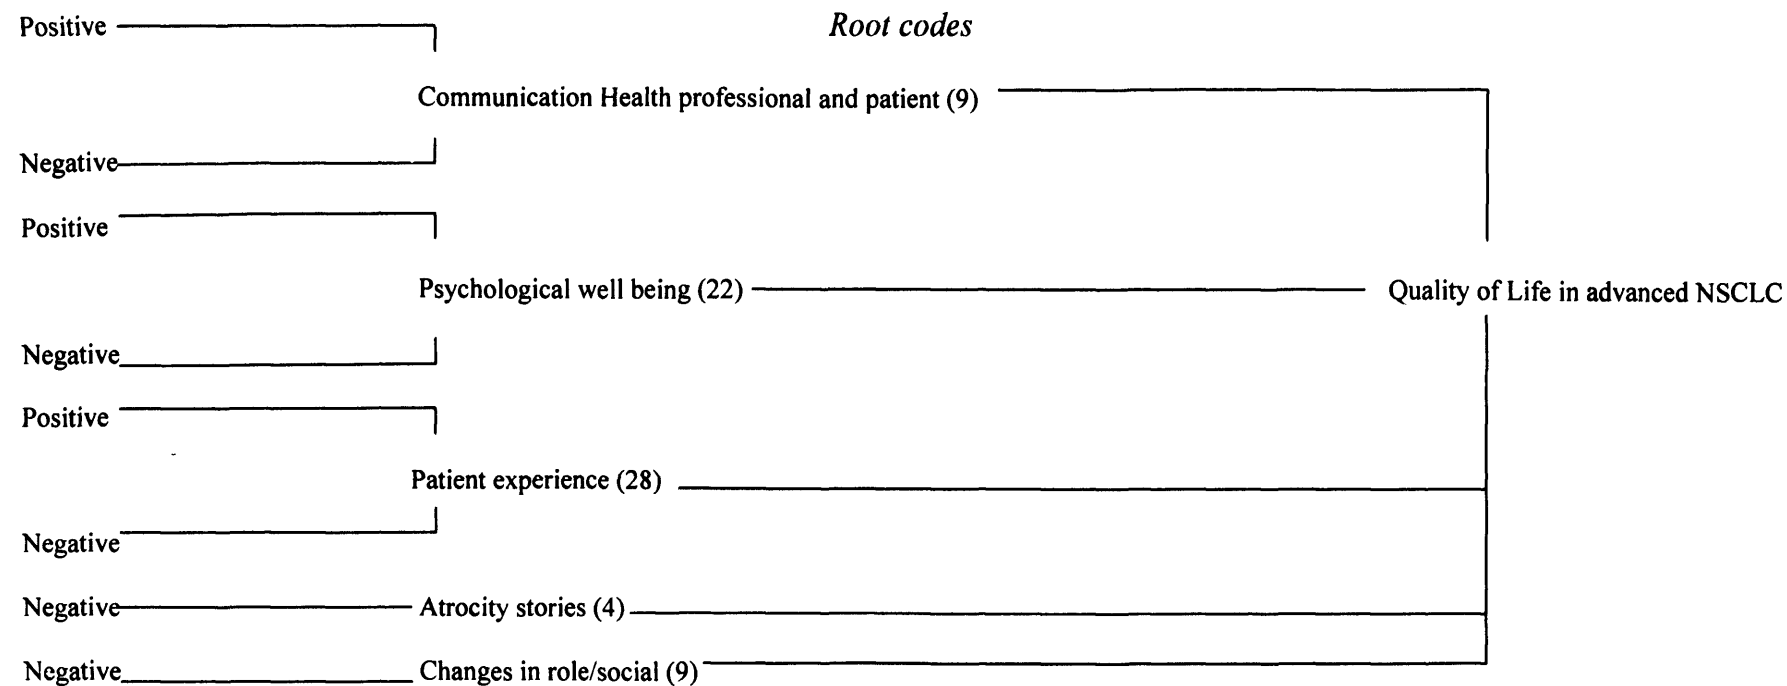 Positive
Root codes
Communication Health professional and patient (9)
Negative
Positive
Psychological well being (22)
Quality of Life in advanced NSCLC
Negative
Positive
Patient experience (28)
Negative
Negative
Atrocity stories (4)
Negative
Changes in role/social (9)